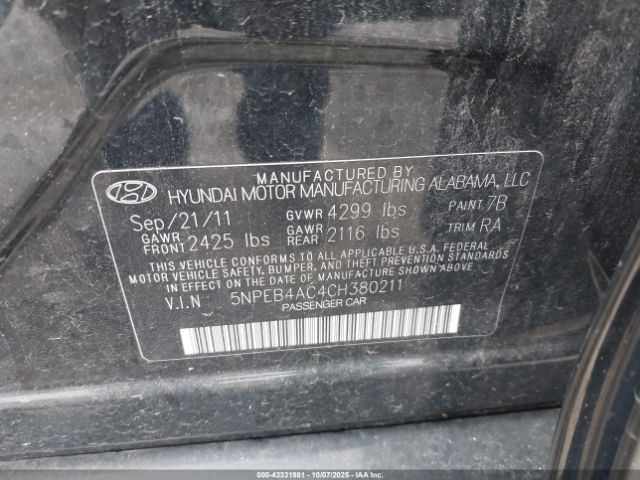 MANUFACTURED BY
HYUNDAI MOTOR MANUFACTURING ALABAMA, LLC
Sep/21/11 GVWR 4299 lbs PAINT 7B
GAWR FRONT 2425 lbs GAWR REAR 2116 lbs TRIM RA
THIS VEHICLE CONFORMS TO ALL APPLICABLE U.S.A. FEDERAL
MOTOR VEHICLE SAFETY, BUMPER, AND THEFT PREVENTION STANDARDS
IN EFFECT ON THE DATE OF MANUFACTURE SHOWN ABOVE.
V.I.N 5NPEB4AC4CH380211
PASSENGER CAR
000-43331981 | 10/07/2025 | Copyright © IAA, LLC